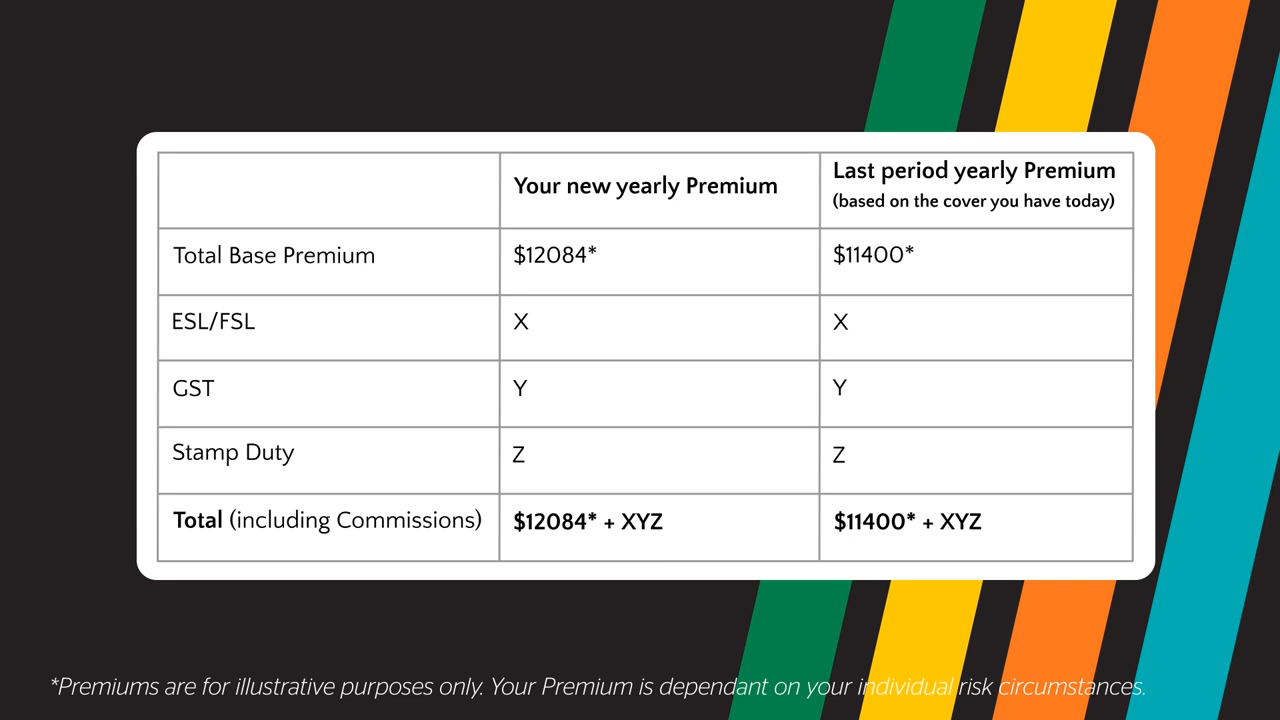 Your new yearly Premium
Last period yearly Premium
(based on the cover you have today)
Total Base Premium $12084* $11400*
ESL/FSL X X
GST Y Y
Stamp Duty Z Z
Total (including Commissions) $12084* + XYZ $11400* + XYZ
*Premiums are for illustrative purposes only. Your Premium is dependant on your individual risk circumstances.